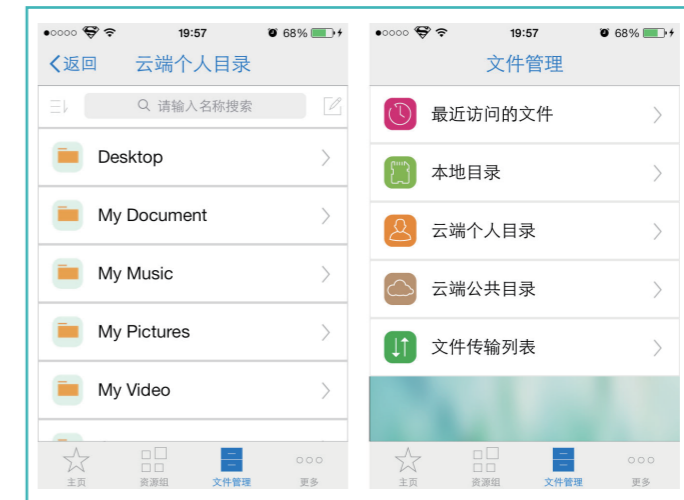 19:57
68%
返回
云端个人目录
请输入名称搜索
Desktop
My Document
My Music
My Pictures
My Video
主页
资源组
文件管理
更多
19:57
68%
文件管理
最近访问的文件
本地目录
云端个人目录
云端公共目录
文件传输列表
主页
资源组
文件管理
更多